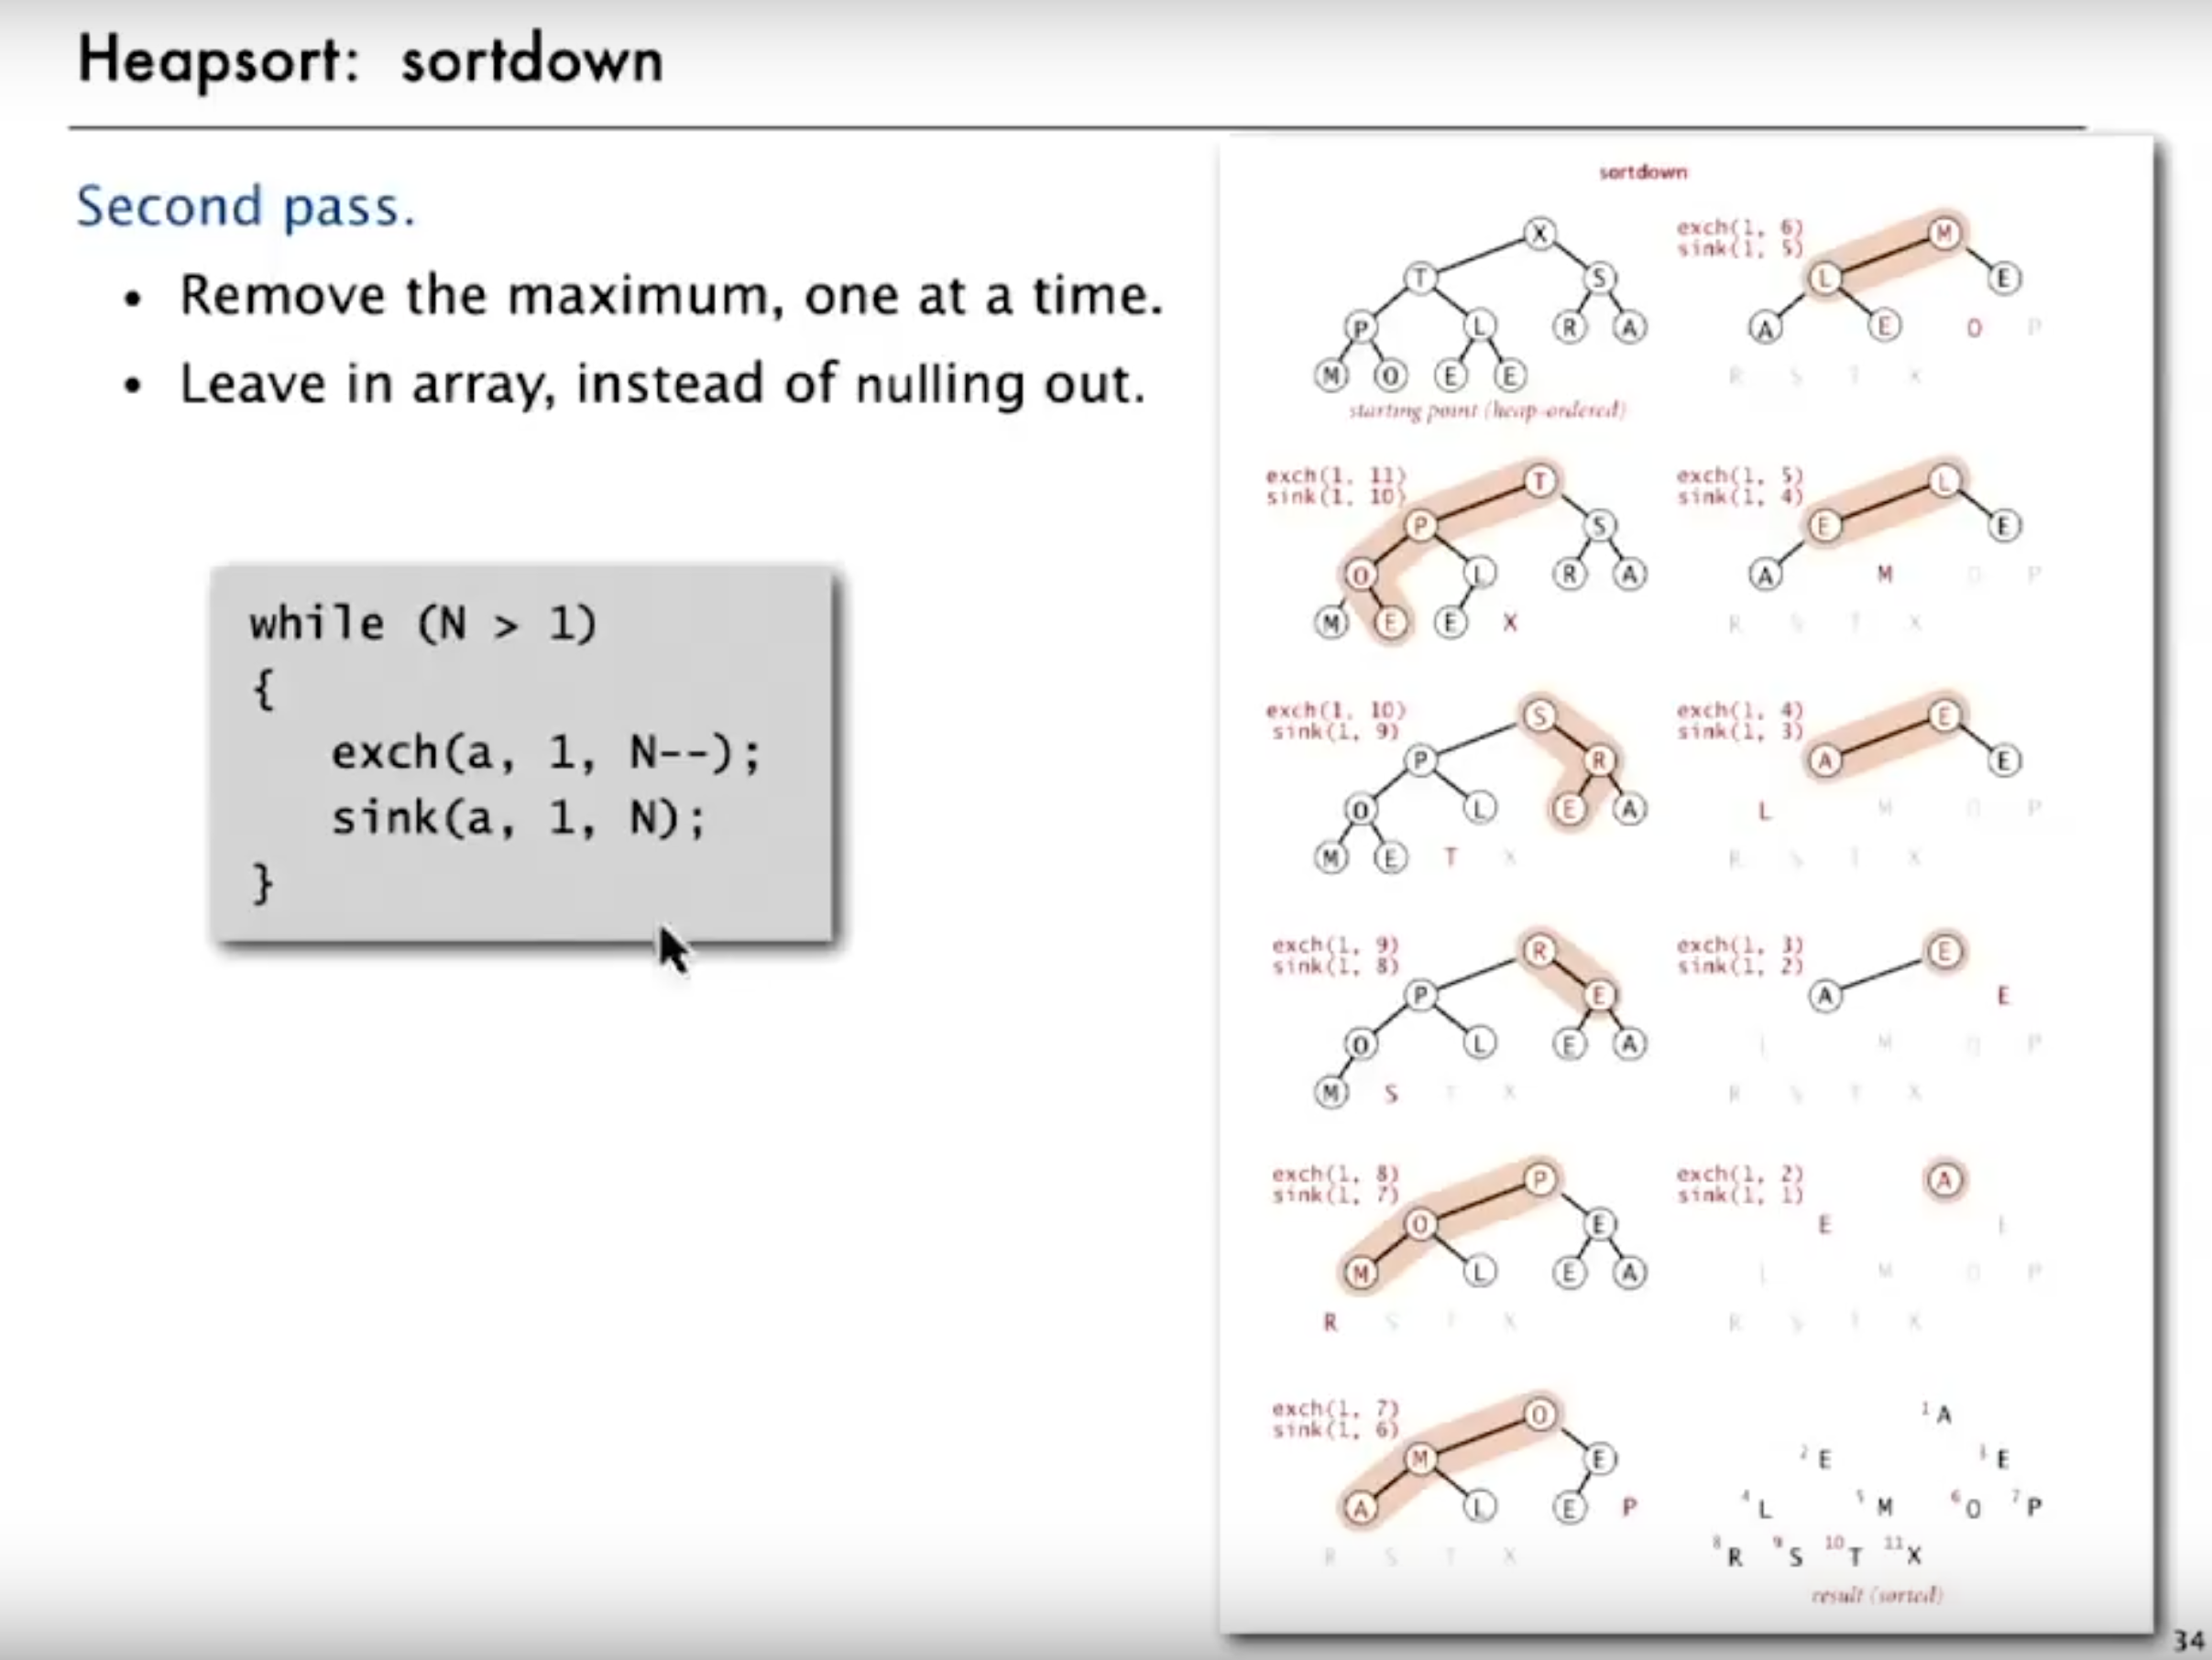 Heapsort: sortdown
Second pass.
• Remove the maximum, one at a time.
• Leave in array, instead of nulling out.
while (N > 1)
{
exch(a, 1, N--);
sink(a, 1, N);
}
sortdown
X
T S
P L R A
M O E E
starting point (heap-ordered)
exch(1, 11)
sink(1, 10)
T
P S
O L R A
M E E X
exch(1, 10)
sink(1, 9)
S
P R
O L E A
M E T X
exch(1, 9)
sink(1, 8)
R
P E
O L E A
M S T X
exch(1, 8)
sink(1, 7)
P
O E
M L E A
R S T X
exch(1, 7)
sink(1, 6)
O
M E
A L E P
R S T X
exch(1, 6)
sink(1, 5)
M
L E
A E O P
R S T X
exch(1, 5)
sink(1, 4)
L
E E
A M O P
R S T X
exch(1, 4)
sink(1, 3)
E
A E
L M O P
R S T X
exch(1, 3)
sink(1, 2)
E
A E
L M O P
R S T X
exch(1, 2)
sink(1, 1)
A
E E
L M O P
R S T X
1 A
2 E 3 E
4 L 5 M 6 O 7 P
8 R 9 S 10 T 11 X
result (sorted)
34